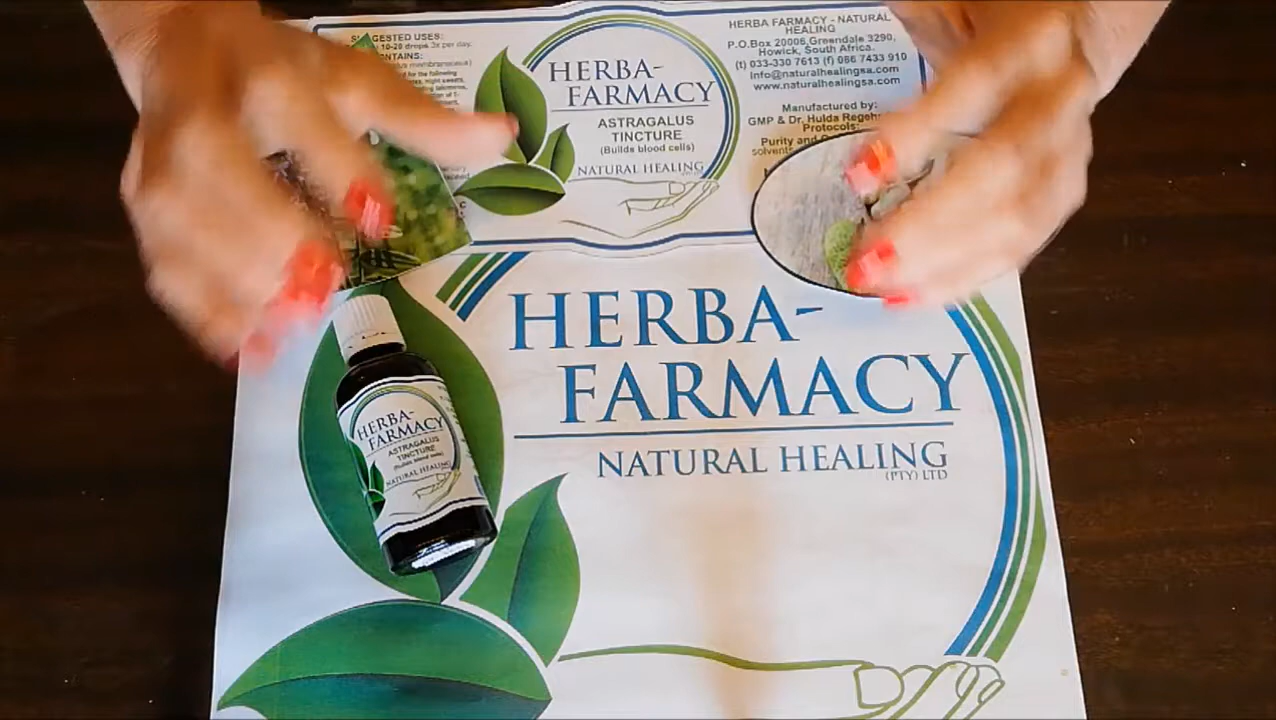 SUGGESTED USES:
10-20 drops 3x per day.
HERBA-
FARMACY
ASTRAGALUS
TINCTURE
(Builds blood cells)
NATURAL HEALING
HERBA FARMACY - NATURAL
HEALING
P.O.Box 20006,Greendale 3290,
Howick, South Africa.
(t) 033-330 7613 (f) 086 7433 910
Info@naturalhealingsa.com
www.naturalhealingsa.com
Manufactured by:
GMP & Dr. Hulda
Protocols:
Purity and
HERBA-
FARMACY
NATURAL HEALING
(PTY) LTD
HERBA-
FARMACY
ASTRAGALUS
TINCTURE
(Builds blood cells)
NATURAL HEALING